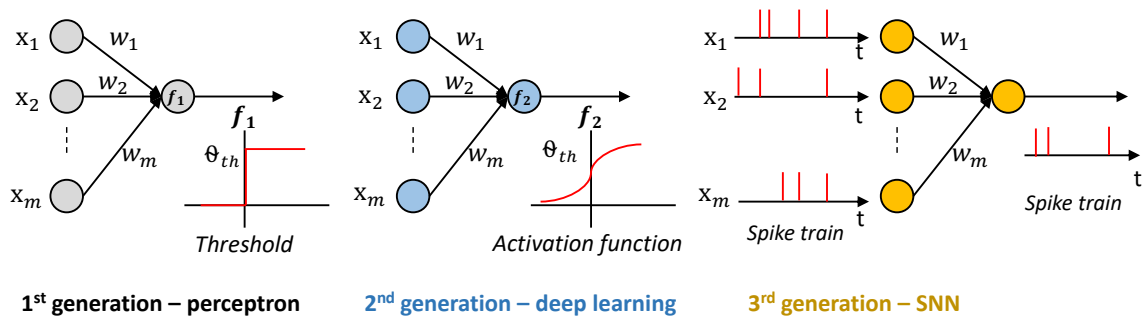 x1 w1
x2 w2 f1
wm
xm
f1
ϑth
Threshold
1st generation – perceptron
x1 w1
x2 w2 f2
wm
xm
f2
ϑth
Activation function
2nd generation – deep learning
x1 t w1
x2 t w2
wm
xm t
Spike train
t
Spike train
3rd generation – SNN